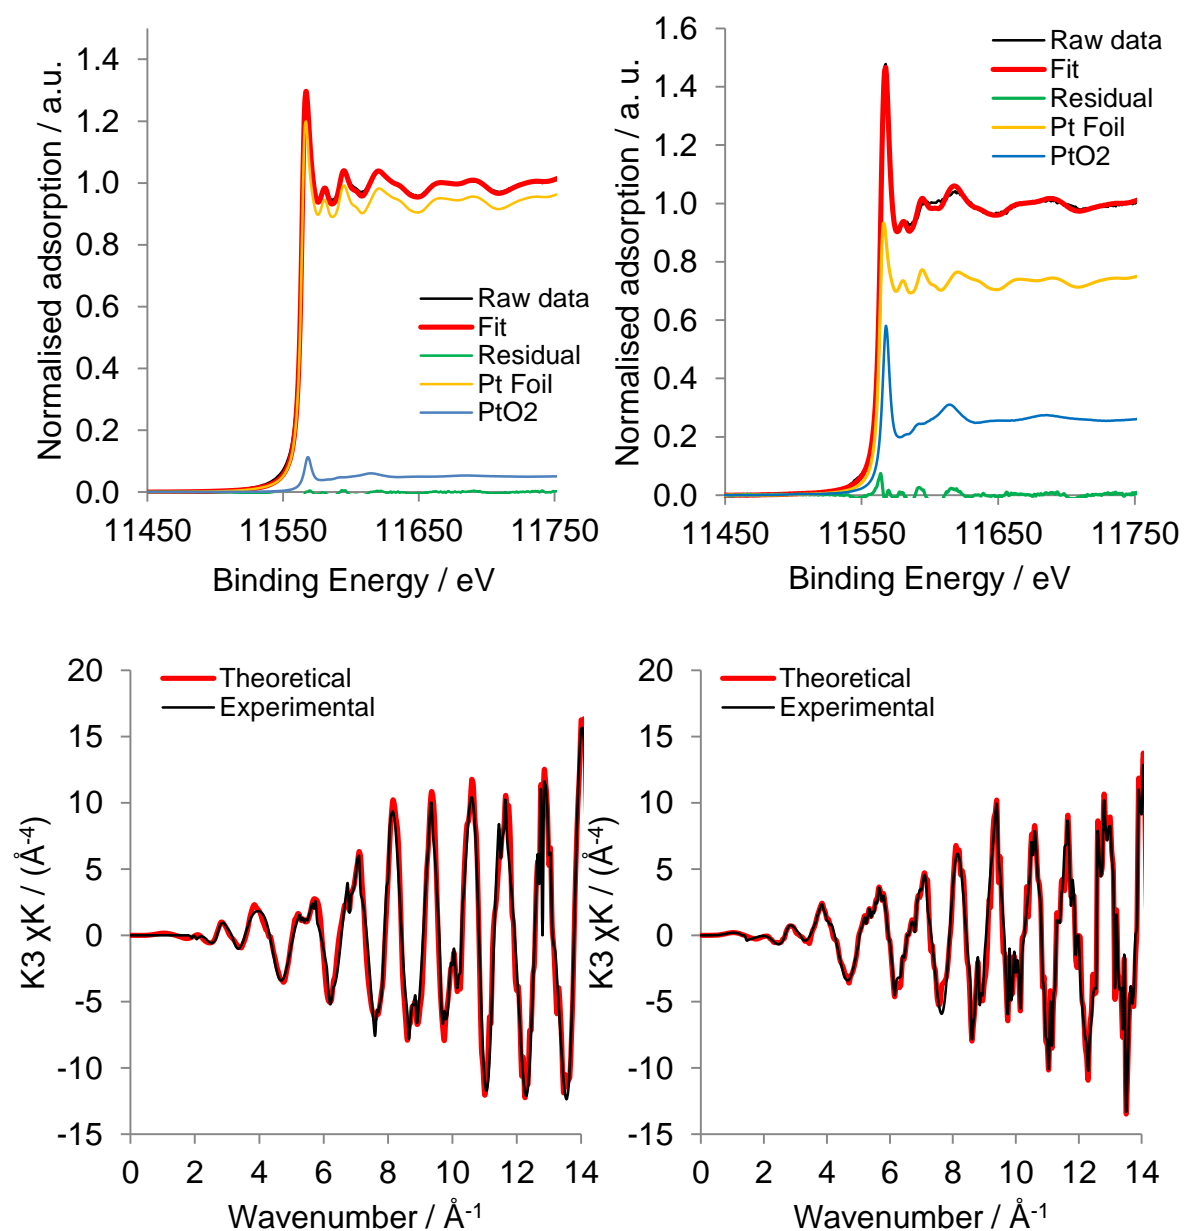 Normalised adsorption / a.u.
1.4
1.2
1.0
0.8
0.6
0.4
0.2
0.0
Raw data
Fit
Residual
Pt Foil
PtO2
11450
11550
11650
11750
Binding Energy / eV
Normalised adsorption / a. u.
1.6
1.4
1.2
1.0
0.8
0.6
0.4
0.2
0.0
Raw data
Fit
Residual
Pt Foil
PtO2
11450
11550
11650
11750
Binding Energy / eV
K3 χK / (Å-4)
20
15
10
5
0
-5
-10
-15
Theoretical
Experimental
0 2 4 6 8 10 12 14
Wavenumber / Å-1
K3 χK / (Å-4)
20
15
10
5
0
-5
-10
-15
Theoretical
Experimental
0 2 4 6 8 10 12 14
Wavenumber / Å-1